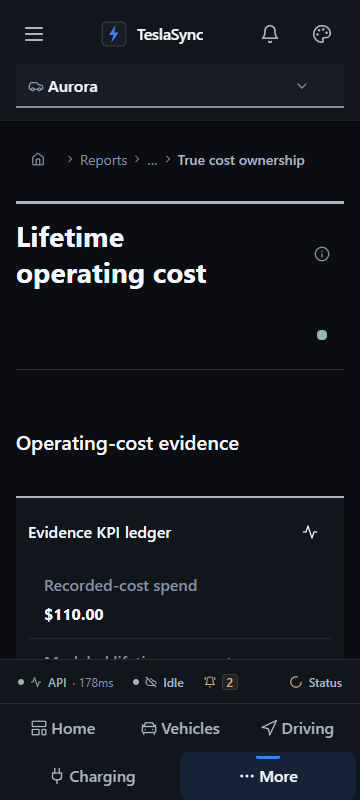 TeslaSync
Aurora
Reports ... True cost ownership
Lifetime
operating cost
Operating-cost evidence
Evidence KPI ledger
Recorded-cost spend
$110.00
API · 178ms Idle 2 Status
Home Vehicles Driving
Charging ··· More